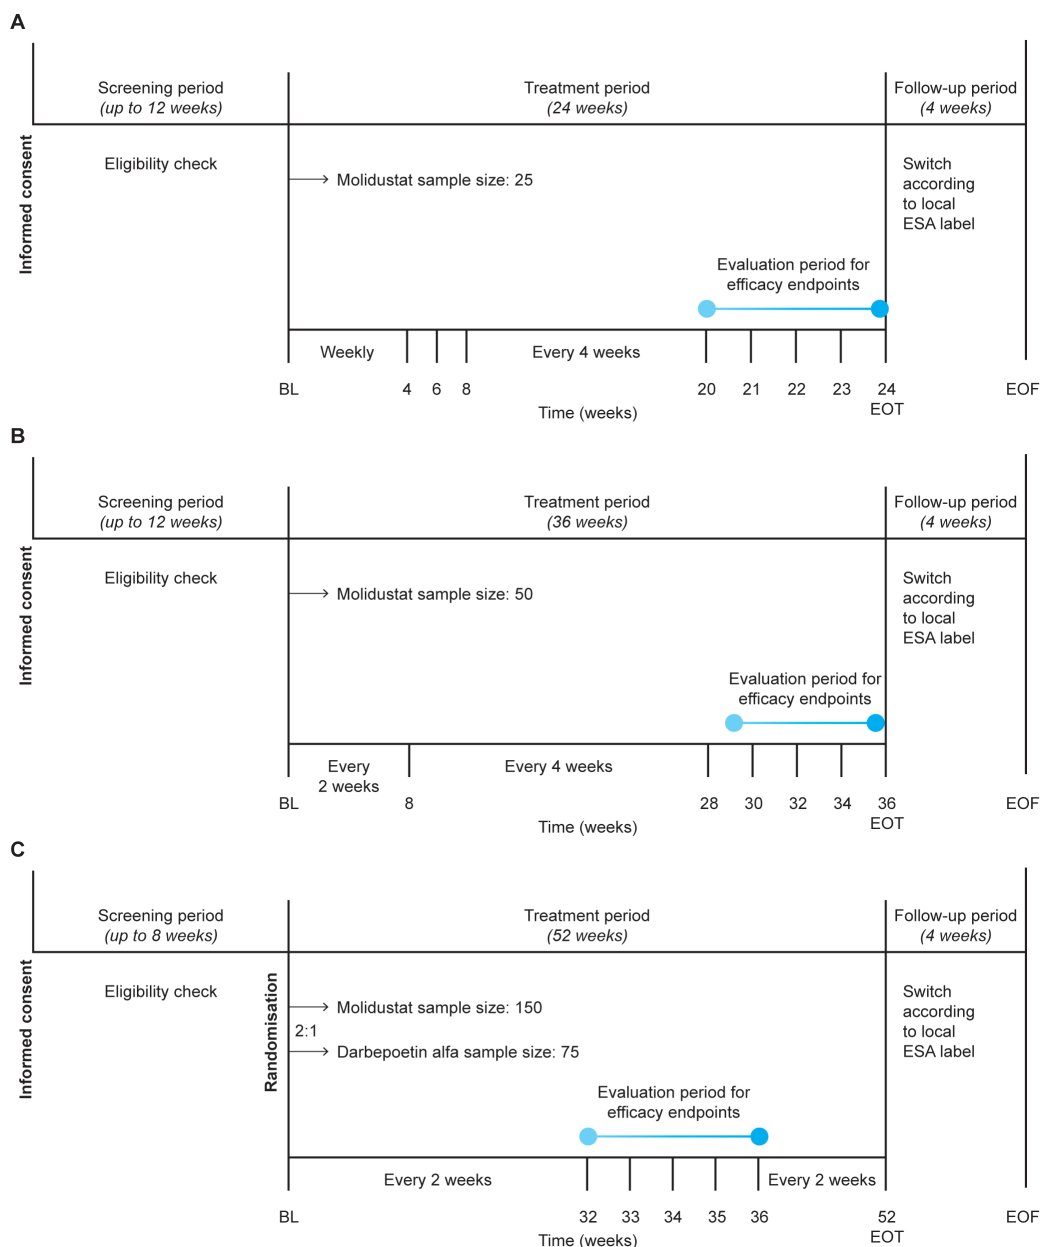 A
Screening period
(up to 12 weeks)
Treatment period
(24 weeks)
Follow-up period
(4 weeks)
Informed consent
Eligibility check
Molidustat sample size: 25
Switch
according
to local
ESA label
Evaluation period for
efficacy endpoints
Weekly
Every 4 weeks
BL 4 6 8 20 21 22 23 24 EOF
EOT
Time (weeks)
B
Screening period
(up to 12 weeks)
Treatment period
(36 weeks)
Follow-up period
(4 weeks)
Informed consent
Eligibility check
Molidustat sample size: 50
Switch
according
to local
ESA label
Evaluation period for
efficacy endpoints
Every
2 weeks
Every 4 weeks
BL 8 28 30 32 34 36 EOF
EOT
Time (weeks)
C
Screening period
(up to 8 weeks)
Treatment period
(52 weeks)
Follow-up period
(4 weeks)
Informed consent
Eligibility check
Randomisation
Molidustat sample size: 150
2:1
Darbepoetin alfa sample size: 75
Switch
according
to local
ESA label
Evaluation period for
efficacy endpoints
Every 2 weeks
Every 2 weeks
BL 32 33 34 35 36 52 EOF
EOT
Time (weeks)